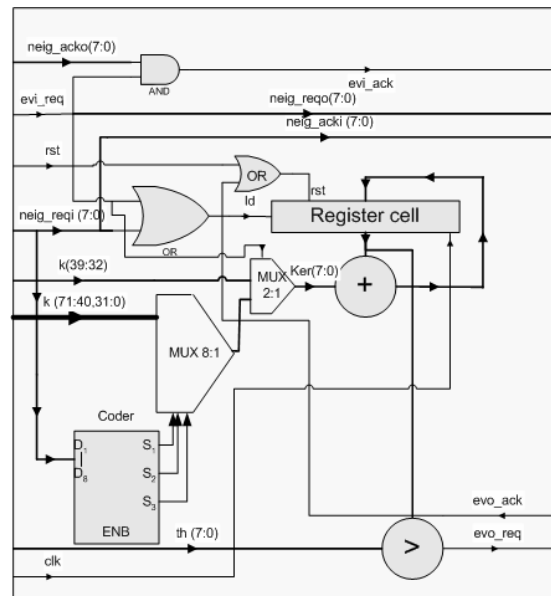 neig_acko(7:0)
AND
evi_ack
evi_req
neig_reqo(7:0)
neig_acki (7:0)
rst
OR
rst
ld
Register cell
neig_reqi (7:0)
OR
k(39:32)
MUX
2:1
Ker(7:0)
+
k (71:40,31:0)
MUX 8:1
Coder
D1
S1
D8
S2
S3
ENB
evo_ack
th (7:0)
>
evo_req
clk